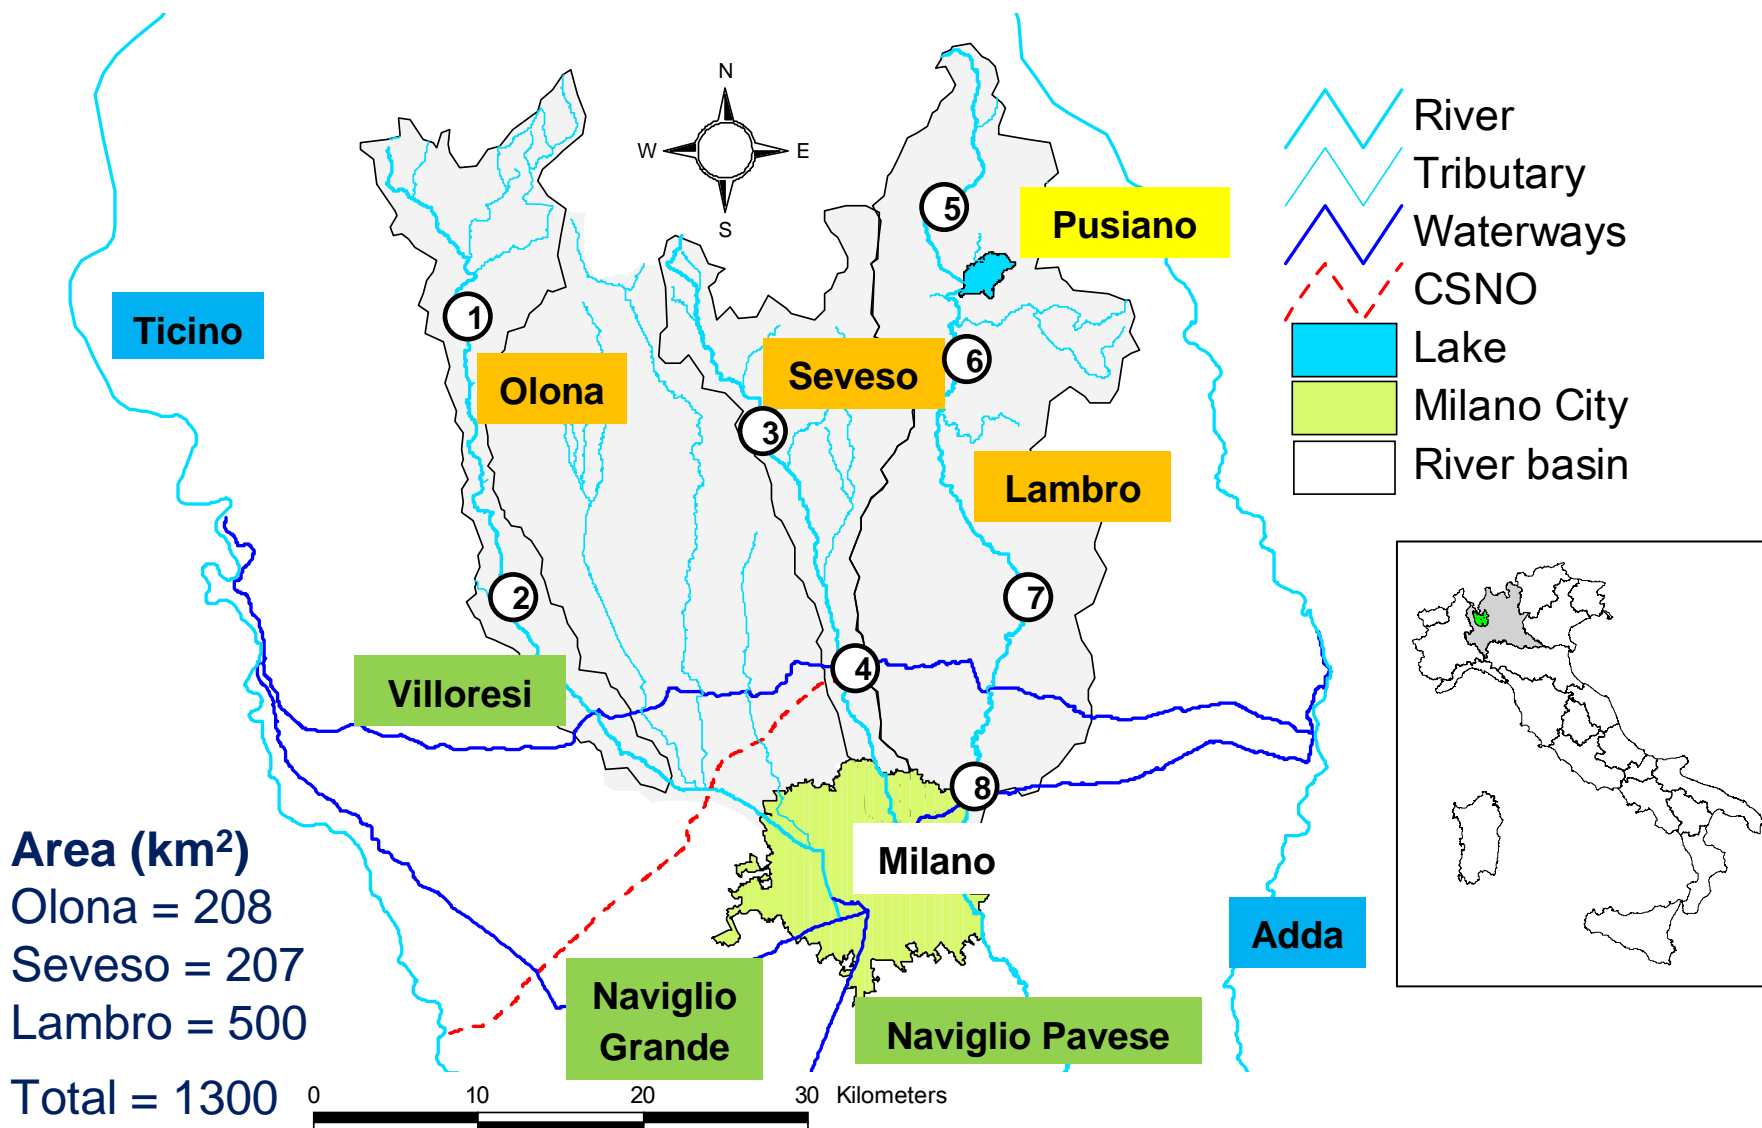 N
W
E
S
5
Pusiano
Ticino
1
Olona
Seveso
6
3
Lambro
2
7
4
Villoresi
8
Milano
Adda
Naviglio
Grande
Naviglio Pavese
River
Tributary
Waterways
CSNO
Lake
Milano City
River basin
Area (km²)
Olona = 208
Seveso = 207
Lambro = 500
Total = 1300
0 10 20 30 Kilometers